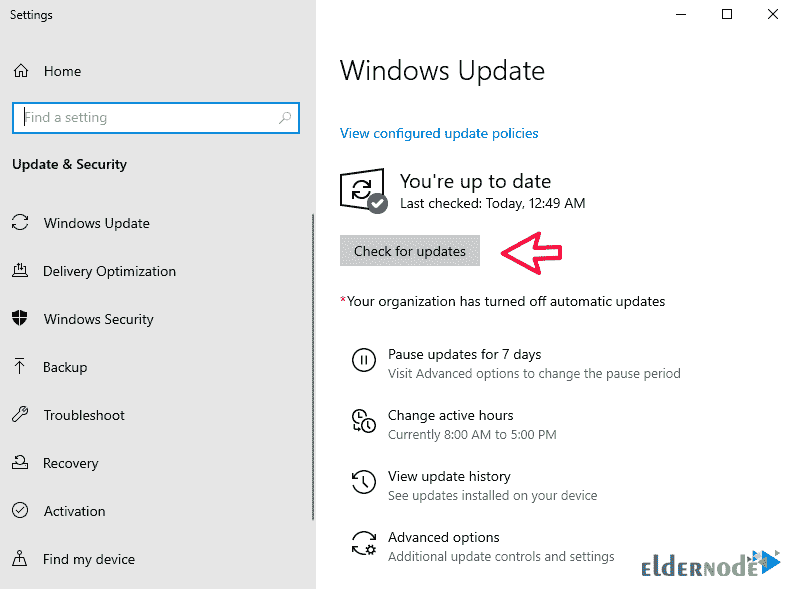 Settings
Home
Find a setting
Update & Security
Windows Update
Delivery Optimization
Windows Security
Backup
Troubleshoot
Recovery
Activation
Find my device
Windows Update
View configured update policies
You're up to date
Last checked: Today, 12:49 AM
Check for updates
*Your organization has turned off automatic updates
Pause updates for 7 days
Visit Advanced options to change the pause period
Change active hours
Currently 8:00 AM to 5:00 PM
View update history
See updates installed on your device
Advanced options
Additional update controls and settings
ELDERNODE